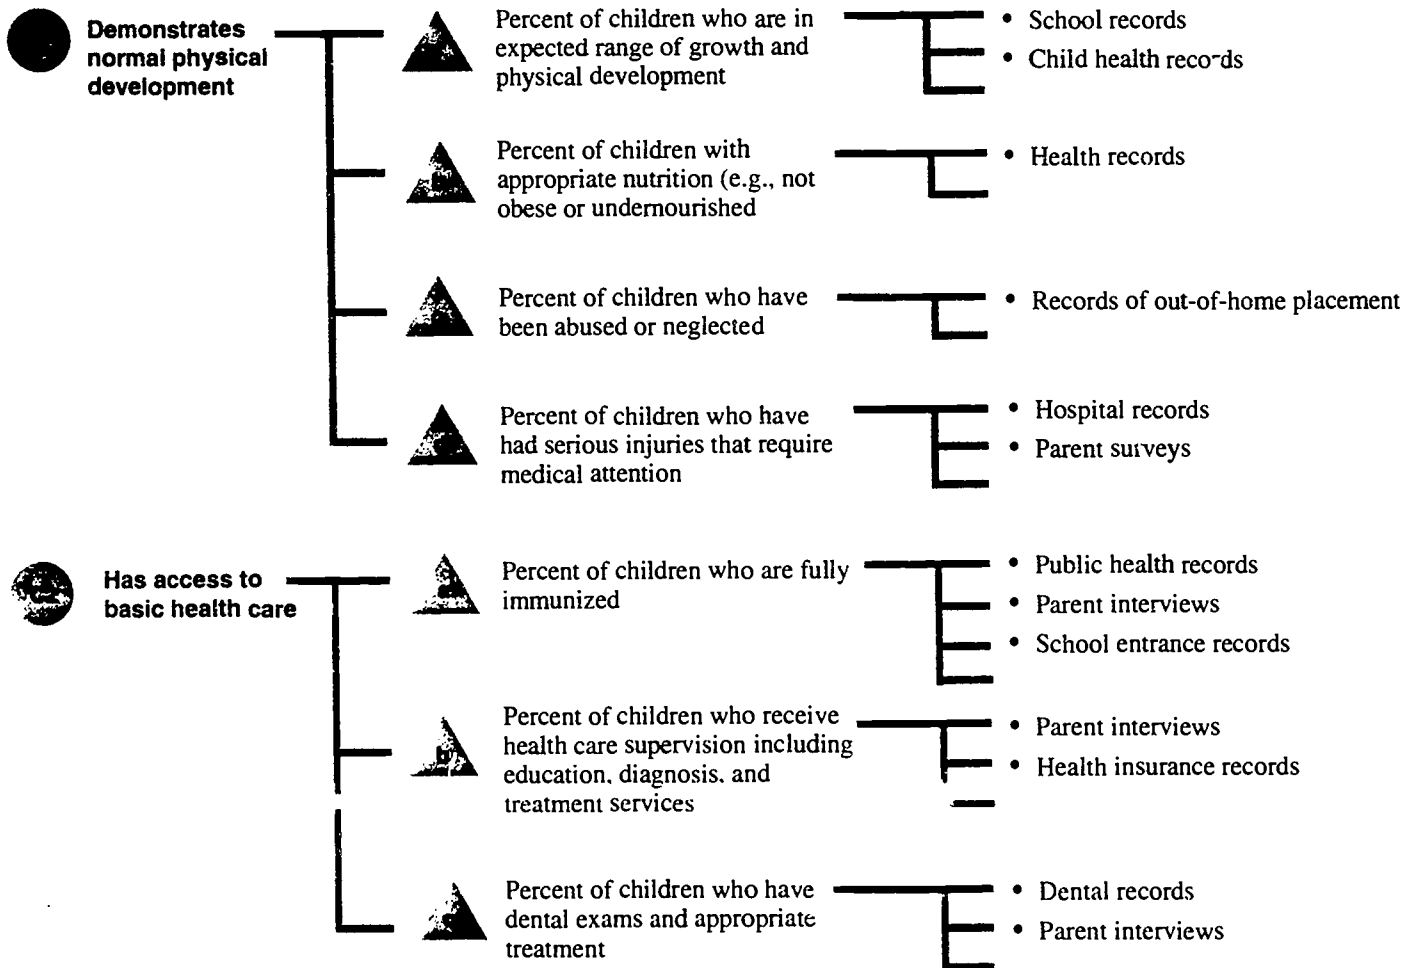 Demonstrates
normal physical
development
Percent of children who are in
expected range of growth and
physical development
• School records
• Child health records
Percent of children with
appropriate nutrition (e.g., not
obese or undernourished
• Health records
Percent of children who have
been abused or neglected
• Records of out-of-home placement
Percent of children who have
had serious injuries that require
medical attention
• Hospital records
• Parent surveys
Has access to
basic health care
Percent of children who are fully
immunized
• Public health records
• Parent interviews
• School entrance records
b
Percent of children who receive
health care supervision including
education, diagnosis, and
treatment services
• Parent interviews
• Health insurance records
Percent of children who have
dental exams and appropriate
treatment
• Dental records
• Parent interviews